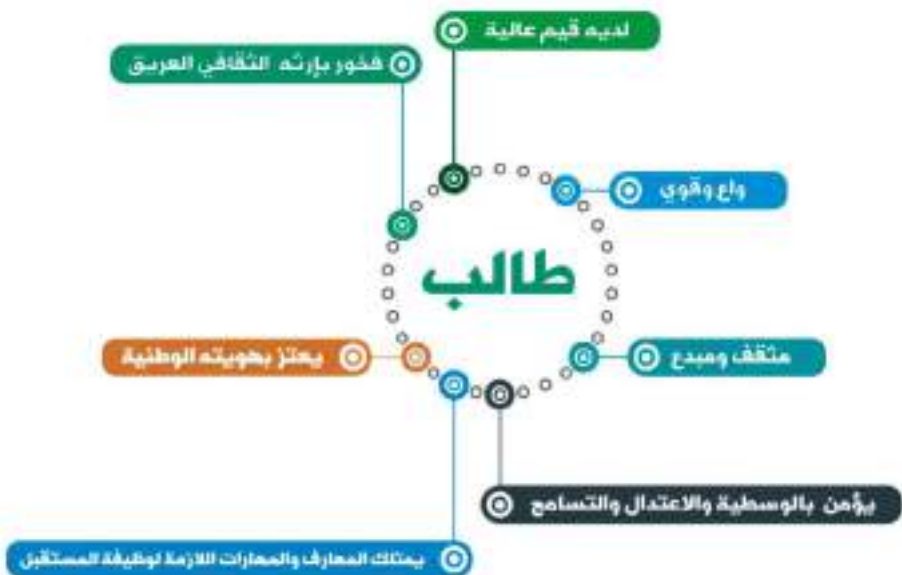 لديه قيم عالية
فخور بإرثه الثقافي العريق
واع وقوي
طالب
مثقف ومبدع
يعتز بهويته الوطنية
يؤمن بالوسطية والاعتدال والتسامح
يمتلك المعارف والمهارات اللازمة لوظيفة المستقبل